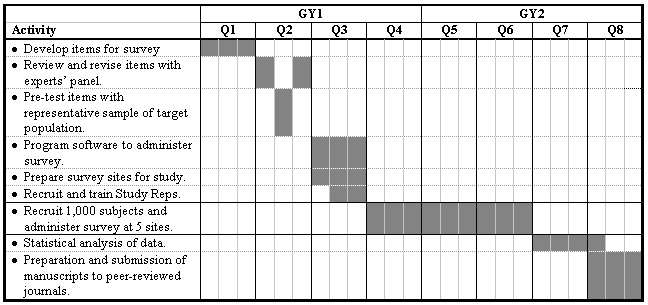 GY1 GY2
Activity Q1 Q2 Q3 Q4 Q5 Q6 Q7 Q8
• Develop items for survey
• Review and revise items with
experts’ panel.
• Pre-test items with
representative sample of target
population.
• Program software to administer
survey.
• Prepare survey sites for study.
• Recruit and train Study Reps.
• Recruit 1,000 subjects and
administer survey at 5 sites.
• Statistical analysis of data.
• Preparation and submission of
manuscripts to peer-reviewed
journals.